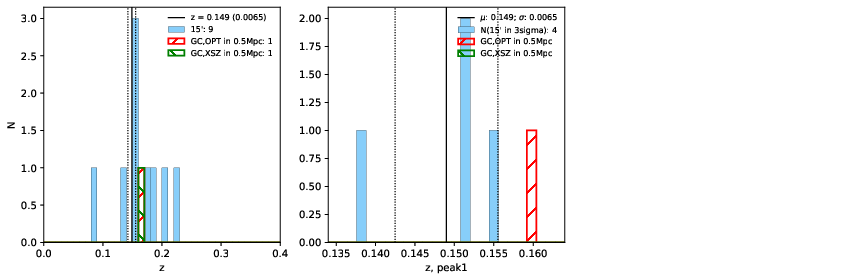 z = 0.149 (0.0065)
15': 9
GC,OPT in 0.5Mpc: 1
GC,XSZ in 0.5Mpc: 1
3.0
2.5
2.0
1.5
1.0
0.5
0.0
N
0.0 0.1 0.2 0.3 0.4
z
μ: 0.149; σ: 0.0065
N(15' in 3sigma): 4
GC,OPT in 0.5Mpc
GC,XSZ in 0.5Mpc
2.00
1.75
1.50
1.25
1.00
0.75
0.50
0.25
0.00
0.135 0.140 0.145 0.150 0.155 0.160
z, peak1